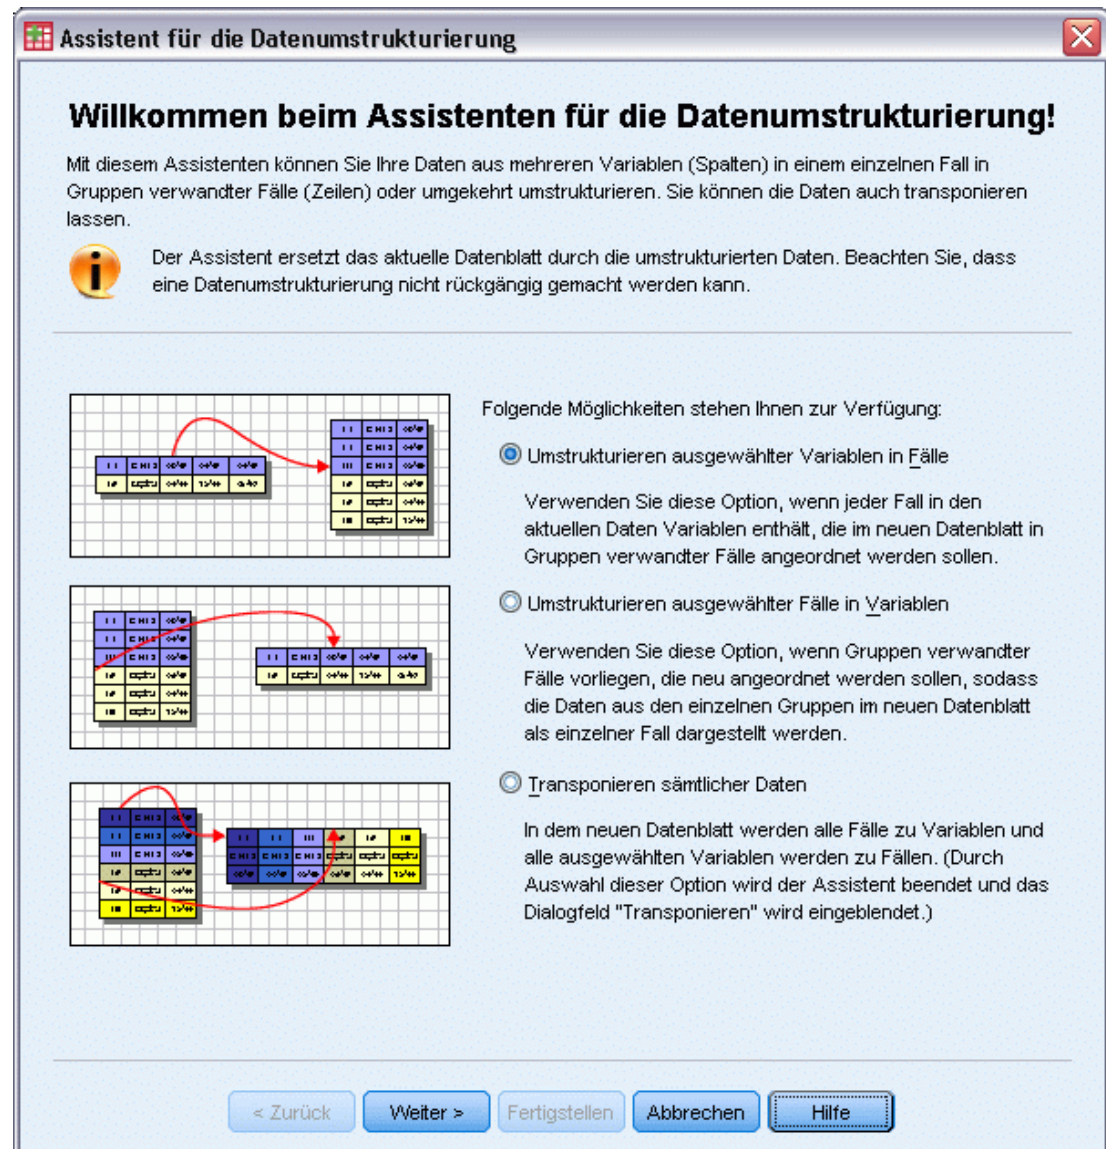 Assistent für die Datenumstrukturierung
Willkommen beim Assistenten für die Datenumstrukturierung!
Mit diesem Assistenten können Sie Ihre Daten aus mehreren Variablen (Spalten) in einem einzelnen Fall in
Gruppen verwandter Fälle (Zeilen) oder umgekehrt umstrukturieren. Sie können die Daten auch transponieren
lassen.
Der Assistent ersetzt das aktuelle Datenblatt durch die umstrukturierten Daten. Beachten Sie, dass
eine Datenumstrukturierung nicht rückgängig gemacht werden kann.
Folgende Möglichkeiten stehen Ihnen zur Verfügung:
Umstrukturieren ausgewählter Variablen in Fälle
Verwenden Sie diese Option, wenn jeder Fall in den
aktuellen Daten Variablen enthält, die im neuen Datenblatt in
Gruppen verwandter Fälle angeordnet werden sollen.
Umstrukturieren ausgewählter Fälle in Variablen
Verwenden Sie diese Option, wenn Gruppen verwandter
Fälle vorliegen, die neu angeordnet werden sollen, sodass
die Daten aus den einzelnen Gruppen im neuen Datenblatt
als einzelner Fall dargestellt werden.
Transponieren sämtlicher Daten
In dem neuen Datenblatt werden alle Fälle zu Variablen und
alle ausgewählten Variablen werden zu Fällen. (Durch
Auswahl dieser Option wird der Assistent beendet und das
Dialogfeld "Transponieren" wird eingeblendet.)
< Zurück
Weiter >
Fertigstellen
Abbrechen
Hilfe